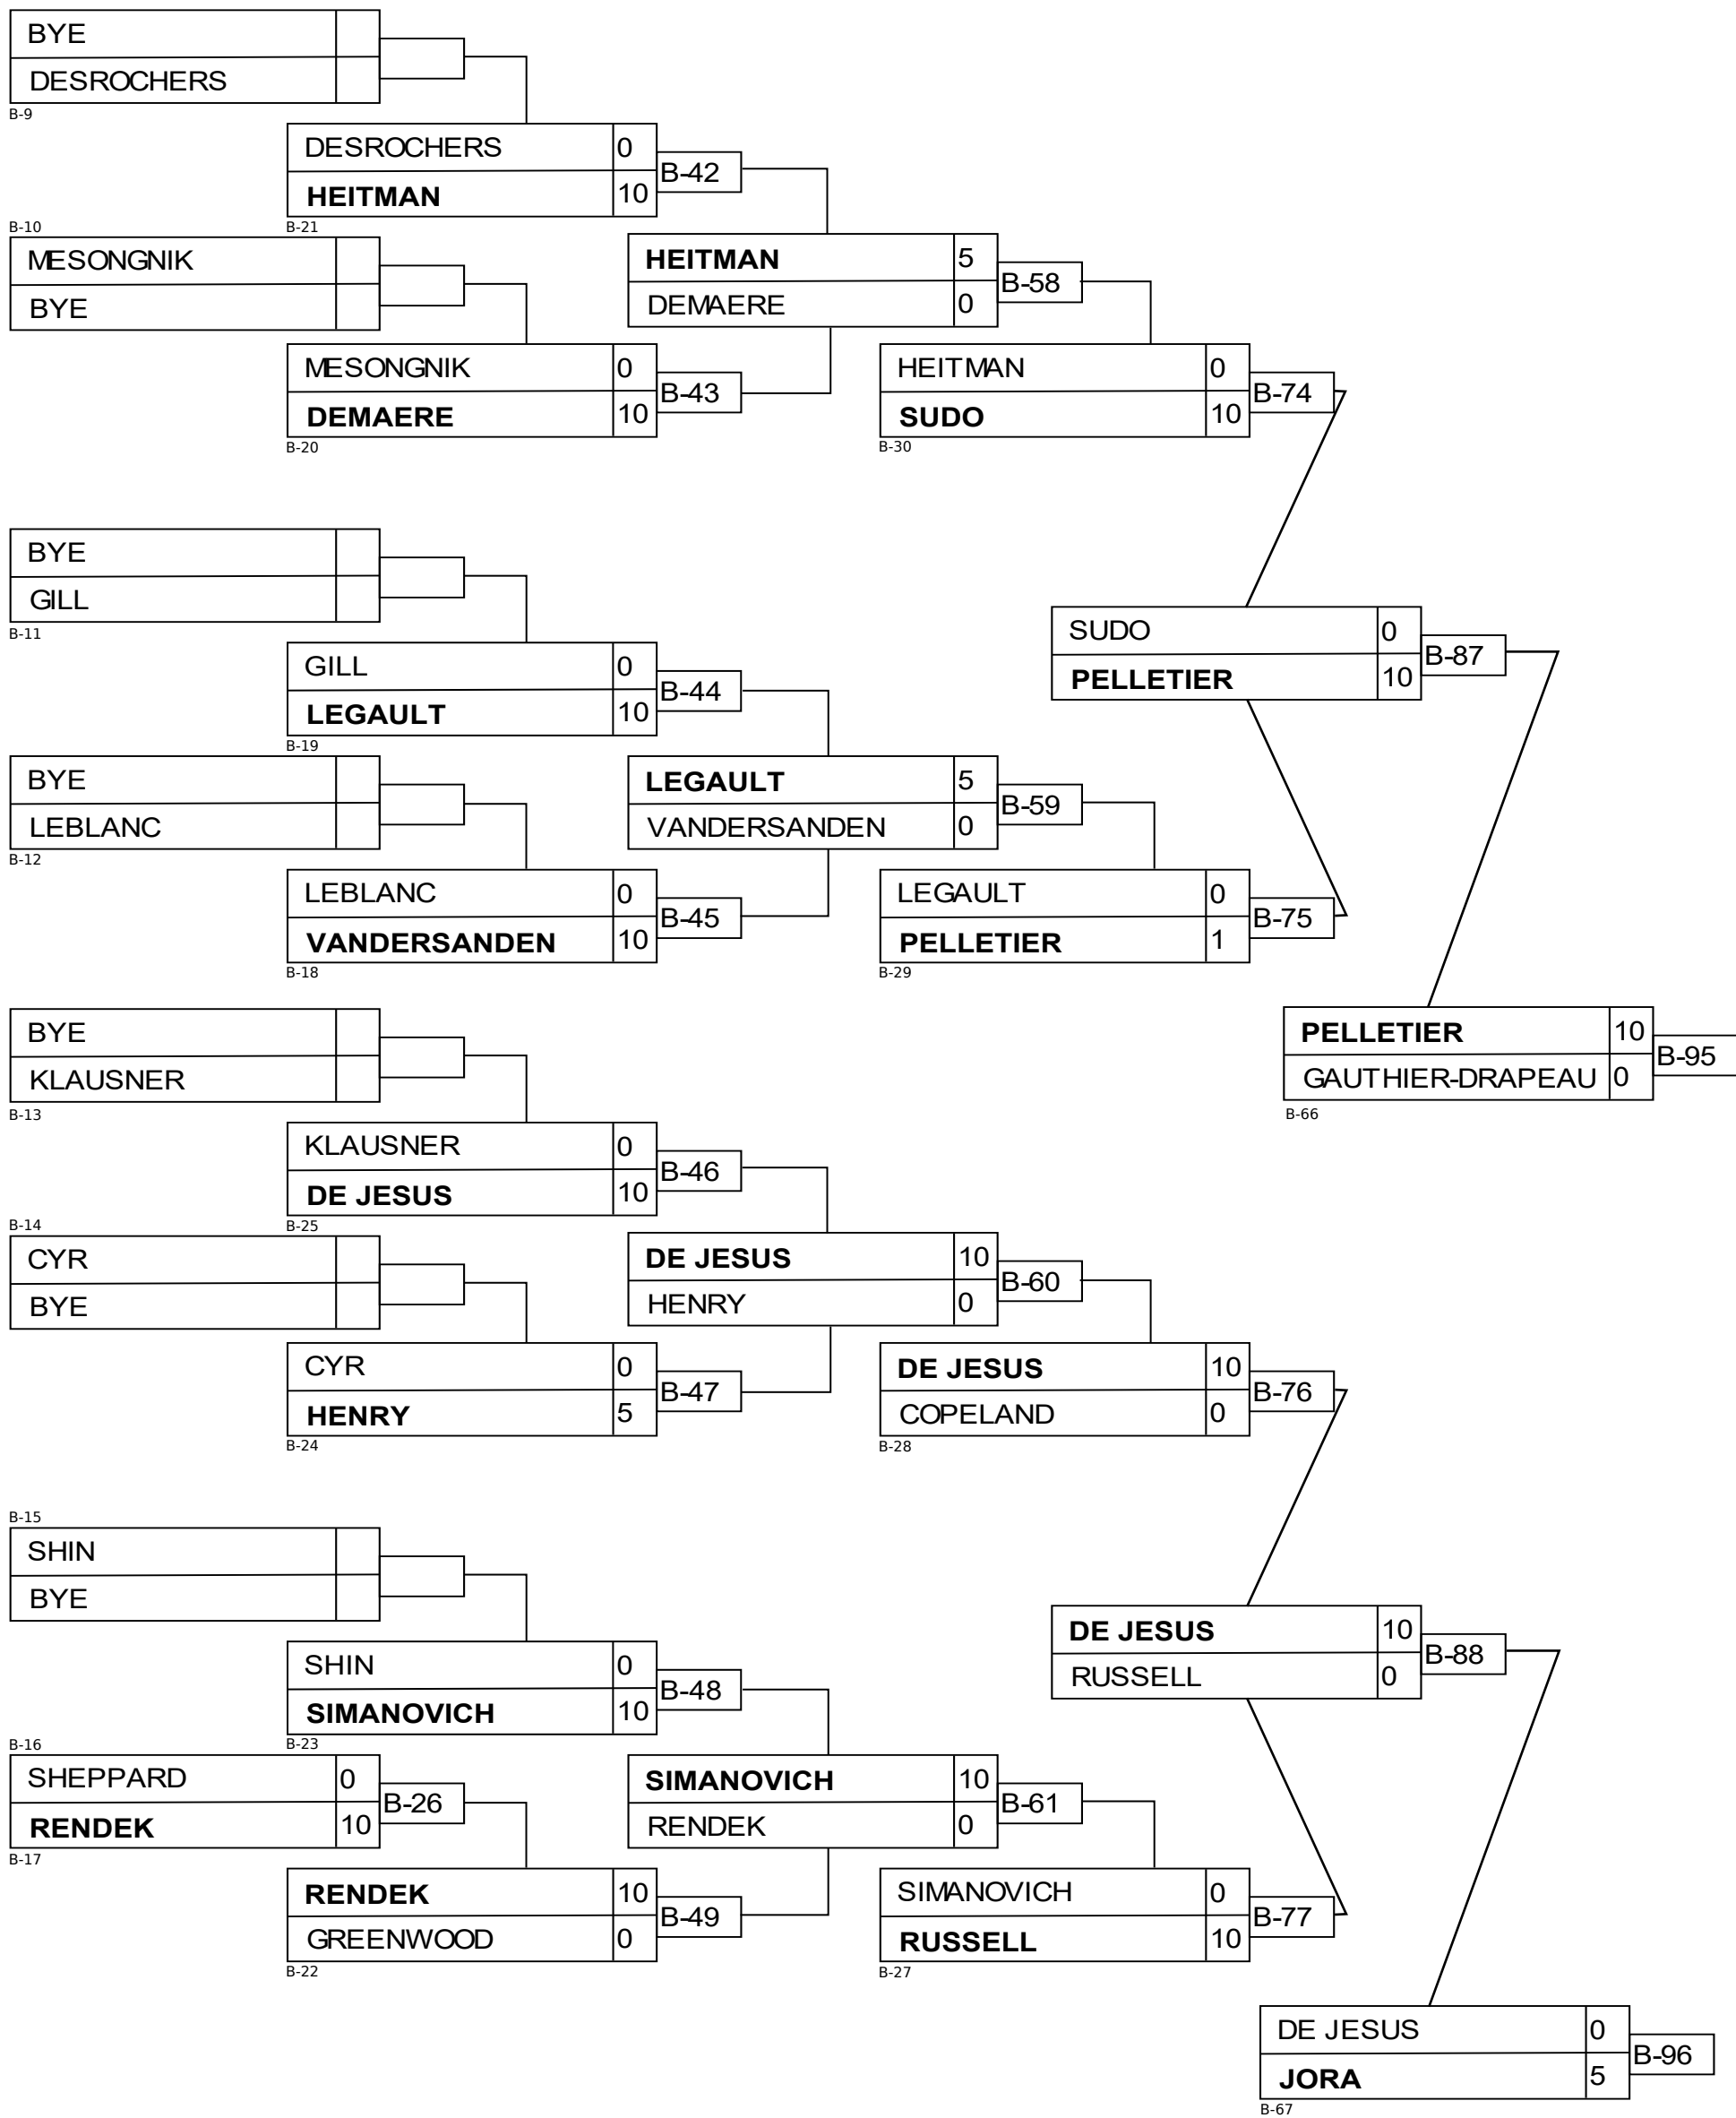 BYE
DESROCHERS
B-9
DESROCHERS 0
B-42
HEITMAN 10
B-10
B-21
MESONGNIK
BYE
HEITMAN 5
B-58
DEMAERE 0
MESONGNIK 0
B-43
DEMAERE 10
B-20
HEITMAN 0
B-74
SUDO 10
B-30
BYE
GILL
B-11
SUDO 0
B-87
PELLETIER 10
GILL 0
B-44
LEGAULT 10
B-19
BYE
LEBLANC
B-12
LEGAULT 5
B-59
VANDERSANDEN 0
LEBLANC 0
B-45
VANDERSANDEN 10
B-18
LEGAULT 0
B-75
PELLETIER 1
B-29
BYE
KLAUSNER
B-13
PELLETIER 10
B-95
GAUTHIER-DRAPEAU 0
B-66
KLAUSNER 0
B-46
DE JESUS 10
B-14
B-25
CYR
BYE
DE JESUS 10
B-60
HENRY 0
CYR 0
B-47
HENRY 5
B-24
DE JESUS 10
B-76
COPELAND 0
B-28
B-15
SHIN
BYE
DE JESUS 10
B-88
RUSSELL 0
SHIN 0
B-48
SIMANOVICH 10
B-16
B-23
SHEPPARD 0
B-26
RENDEK 10
B-17
SIMANOVICH 10
B-61
RENDEK 0
RENDEK 10
B-49
GREENWOOD 0
B-22
SIMANOVICH 0
B-77
RUSSELL 10
B-27
DE JESUS 0
B-96
JORA 5
B-67